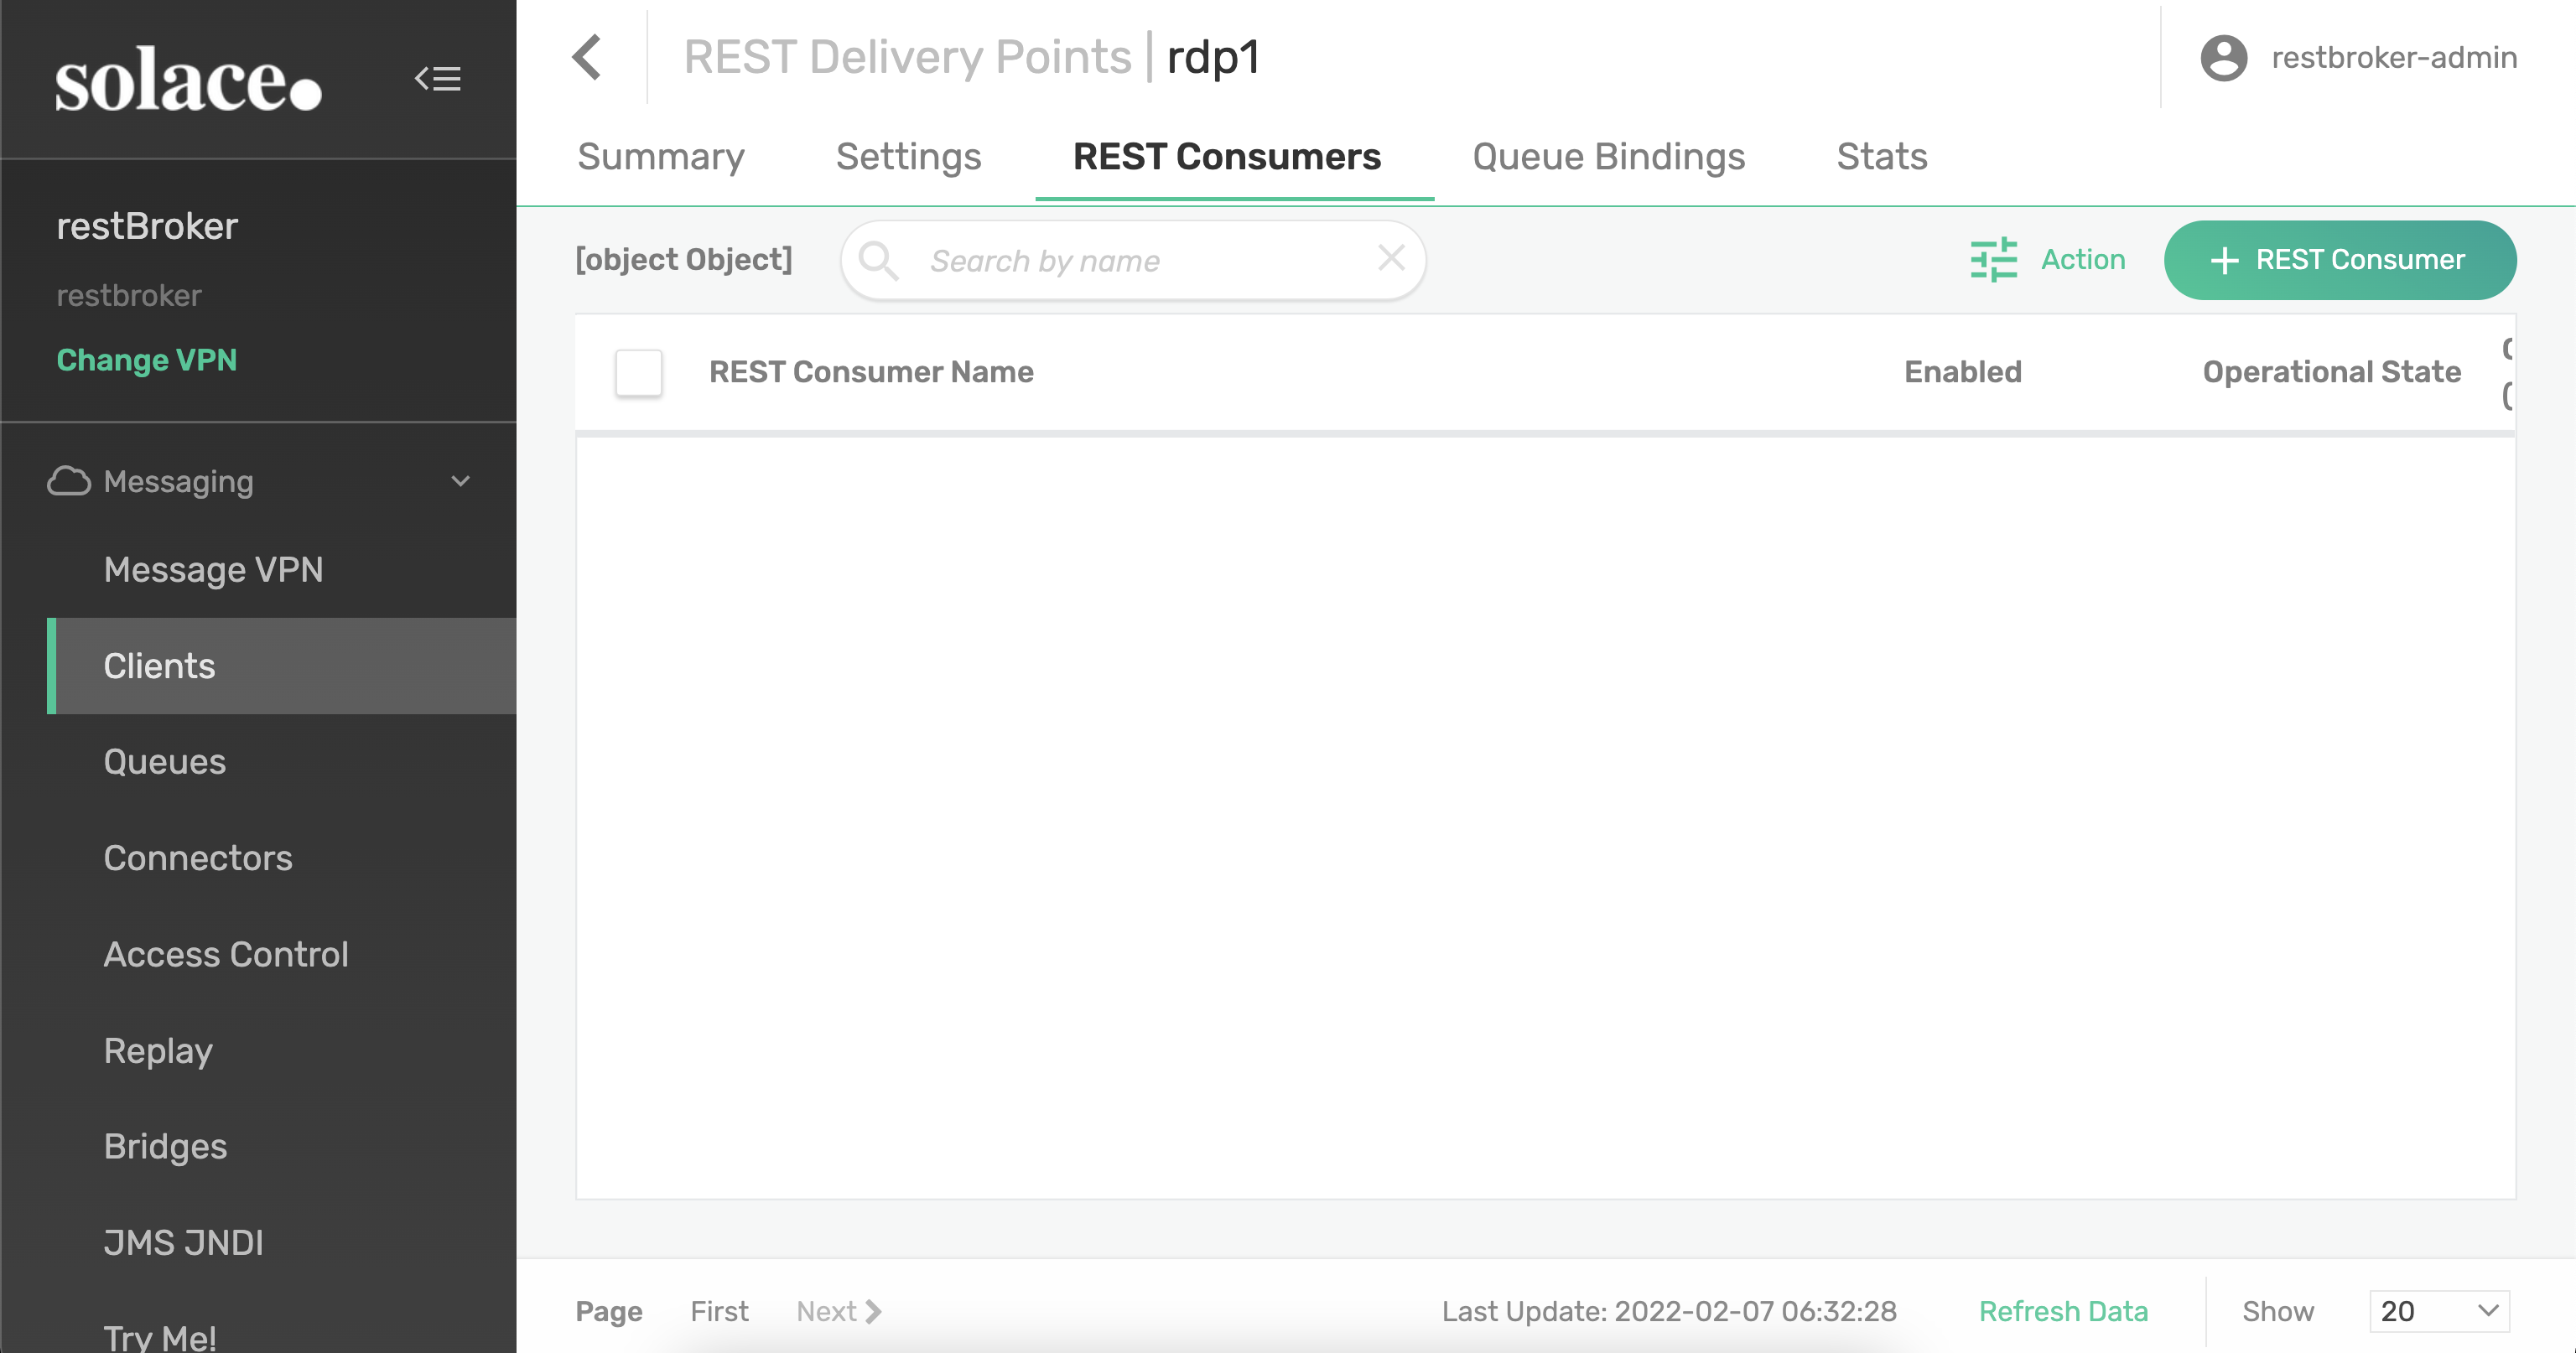 solace.
restBroker
restbroker
Change VPN
Messaging
Message VPN
Clients
Queues
Connectors
Access Control
Replay
Bridges
JMS JNDI
Try Me!
REST Delivery Points | rdp1
restbroker-admin
Summary Settings REST Consumers Queue Bindings Stats
[object Object] Search by name Action + REST Consumer
REST Consumer Name Enabled Operational State
Page First Next Last Update: 2022-02-07 06:32:28 Refresh Data Show 20